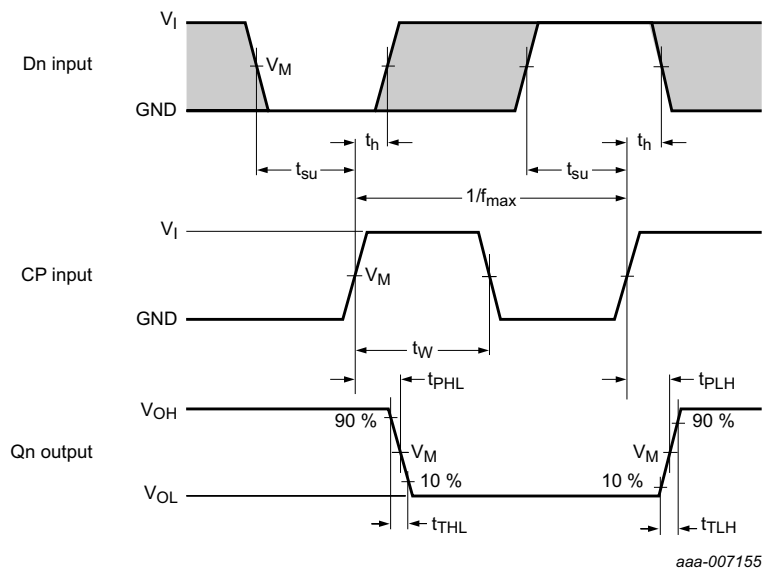 VI
Dn input
VM
GND
th
th
tsu
tsu
1/fmax
VI
CP input
VM
GND
tW
tPHL
tPLH
VOH
90 %
90 %
Qn output
VM
VM
10 %
10 %
VOL
tTHL
tTLH
aaa-007155